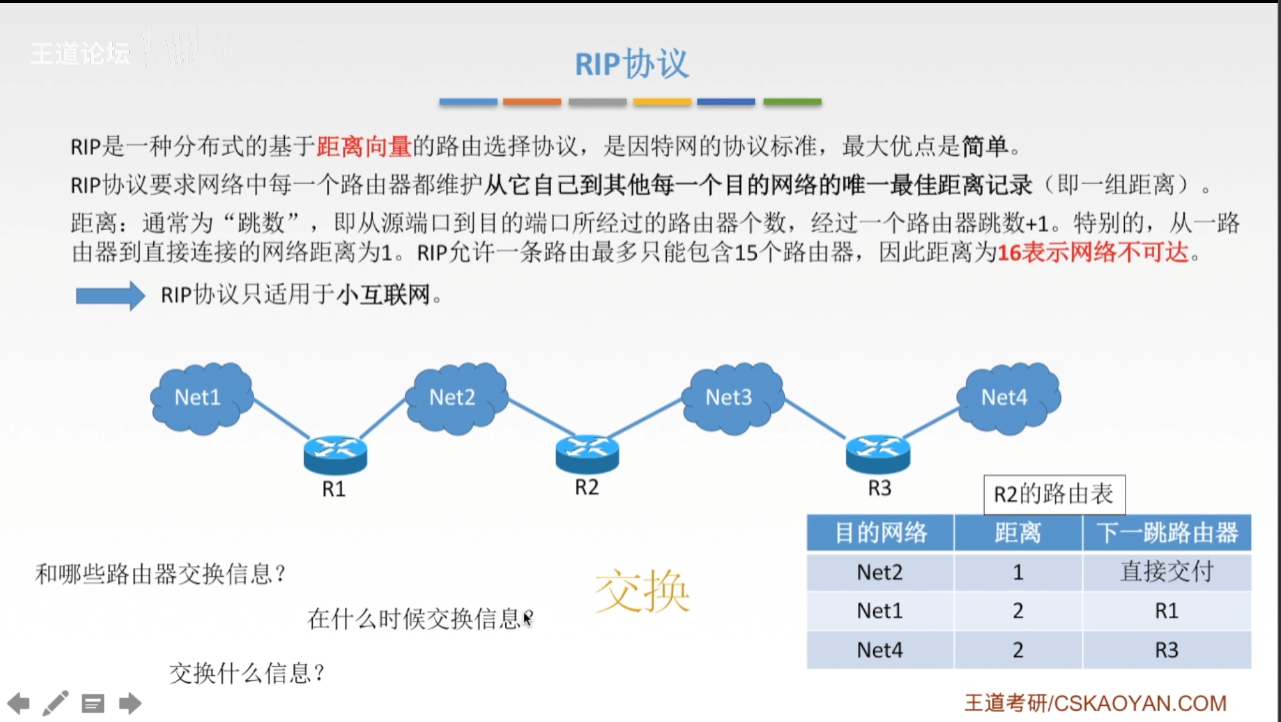 王道论坛
RIP协议
RIP是一种分布式的基于距离向量的路由选择协议，是因特网的协议标准，最大优点是简单。
RIP协议要求网络中每一个路由器都维护从它自己到其他每一个目的网络的唯一最佳距离记录（即一组距离）。
距离：通常为“跳数”，即从源端口到目的端口所经过的路由器个数，经过一个路由器跳数+1。特别的，从一路
由器到直接连接的网络距离为1。RIP允许一条路由最多只能包含15个路由器，因此距离为16表示网络不可达。
RIP协议只适用于小互联网。
Net1 Net2 Net3 Net4
R1 R2 R3
R2的路由表
目的网络 距离 下一跳路由器
Net2 1 直接交付
Net1 2 R1
Net4 2 R3
和哪些路由器交换信息？
在什么时候交换信息？
交换
交换什么信息？
王道考研/CSKAOYAN.COM